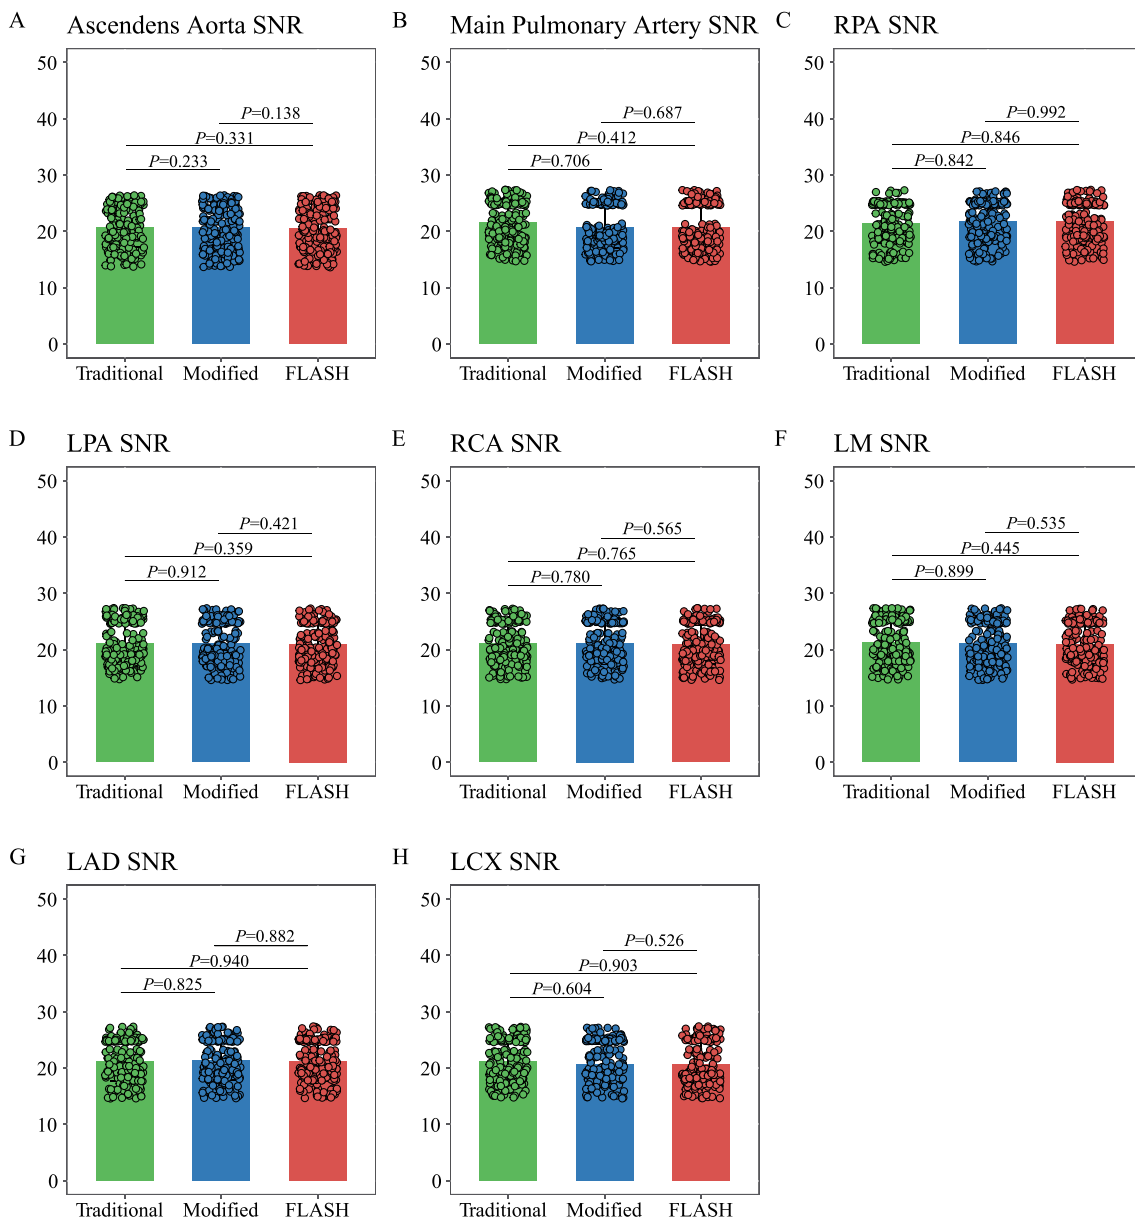 A Ascendens Aorta SNR
50
40
30
20
10
0
P=0.138
P=0.331
P=0.233
Traditional Modified FLASH
B Main Pulmonary Artery SNR
50
40
30
20
10
0
P=0.687
P=0.412
P=0.706
Traditional Modified FLASH
C RPA SNR
50
40
30
20
10
0
P=0.992
P=0.846
P=0.842
Traditional Modified FLASH
D LPA SNR
50
40
30
20
10
0
P=0.421
P=0.359
P=0.912
Traditional Modified FLASH
E RCA SNR
50
40
30
20
10
0
P=0.565
P=0.765
P=0.780
Traditional Modified FLASH
F LM SNR
50
40
30
20
10
0
P=0.535
P=0.445
P=0.899
Traditional Modified FLASH
G LAD SNR
50
40
30
20
10
0
P=0.882
P=0.940
P=0.825
Traditional Modified FLASH
H LCX SNR
50
40
30
20
10
0
P=0.526
P=0.903
P=0.604
Traditional Modified FLASH